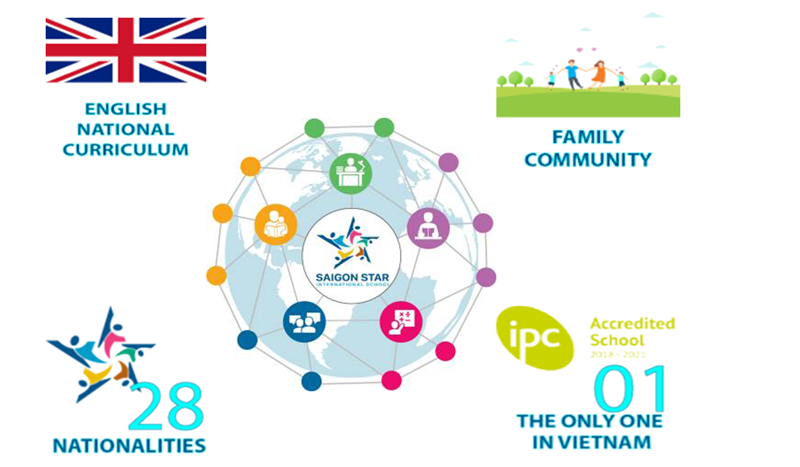 ENGLISH
NATIONAL
CURRICULUM
FAMILY
COMMUNITY
SAIGON STAR
INTERNATIONAL SCHOOL
28
NATIONALITIES
ipc
Accredited
School
2018 - 2021
01
THE ONLY ONE
IN VIETNAM